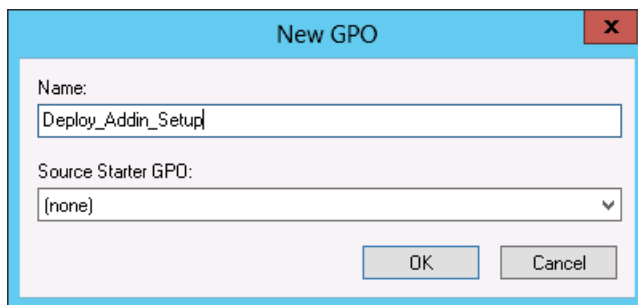 New GPO
x
Name:
Deploy_Addin_Setup
Source Starter GPO:
(none)
OK Cancel